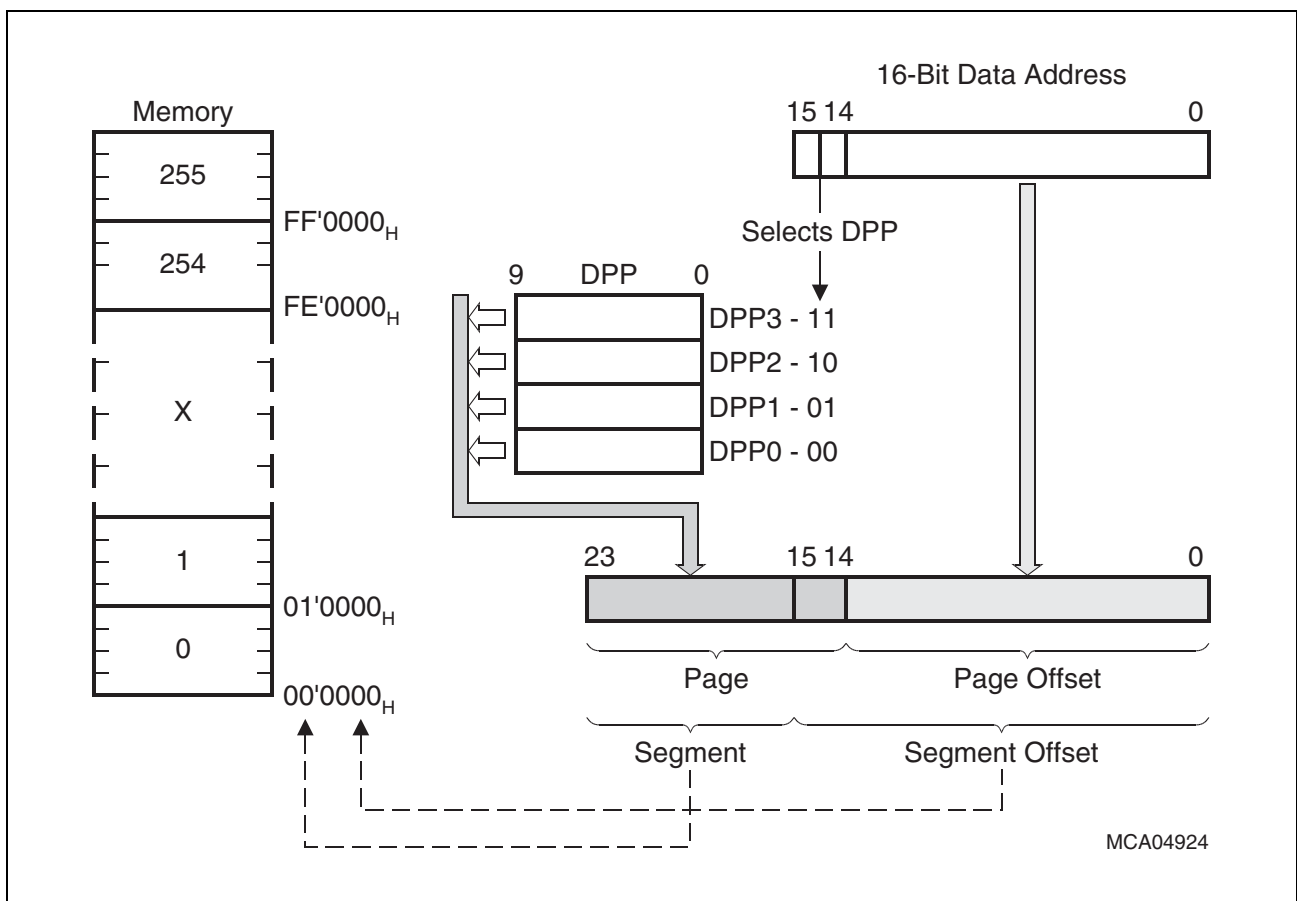 16-Bit Data Address
15 14 0
Memory
255
FF'0000H
254
FE'0000H
X
1
01'0000H
0
00'0000H
Selects DPP
9 DPP 0
DPP3 - 11
DPP2 - 10
DPP1 - 01
DPP0 - 00
23 15 14 0
Page Page Offset
Segment Segment Offset
MCA04924